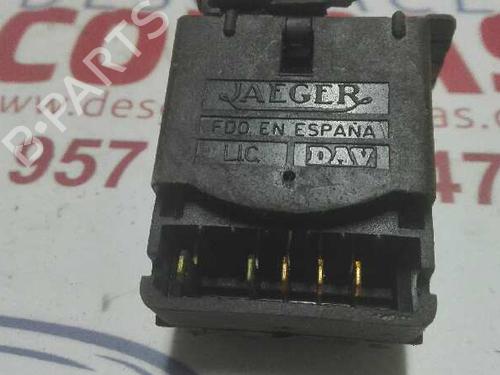 JAEGER
FDO. EN ESPAÑA
LIC. DAV
B-PARTS
957
47